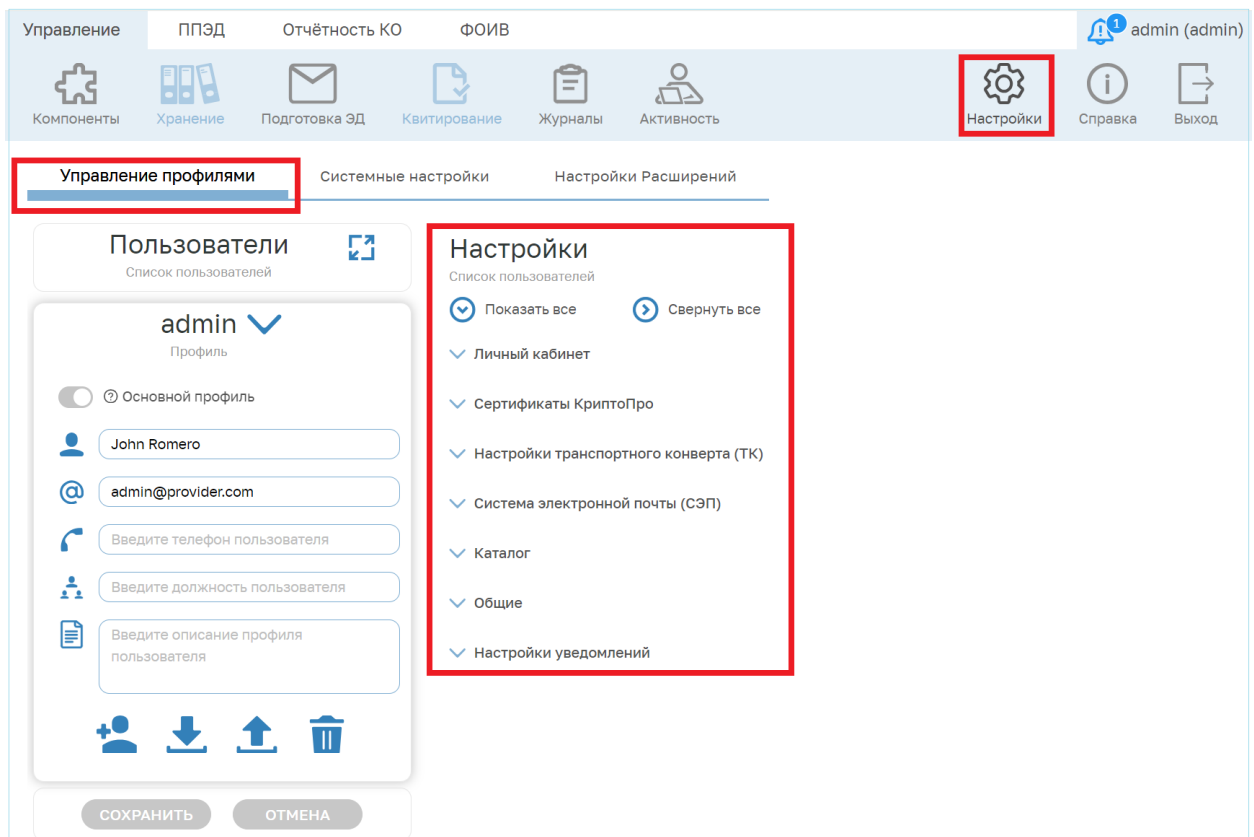 Управление
ППЭД
Отчётность КО
ФОИВ
1
admin (admin)
Компоненты
Хранение
Подготовка ЭД
Квитирование
Журналы
Активность
Настройки
Справка
Выход
Управление профилями
Системные настройки
Настройки Расширений
Пользователи
Список пользователей
admin
Профиль
Основной профиль
John Romero
admin@provider.com
Введите телефон пользователя
Введите должность пользователя
Введите описание профиля
пользователя
СОХРАНИТЬ
ОТМЕНА
Настройки
Список пользователей
Показать все
Свернуть все
Личный кабинет
Сертификаты КриптоПро
Настройки транспортного конверта (ТК)
Система электронной почты (СЭП)
Каталог
Общие
Настройки уведомлений